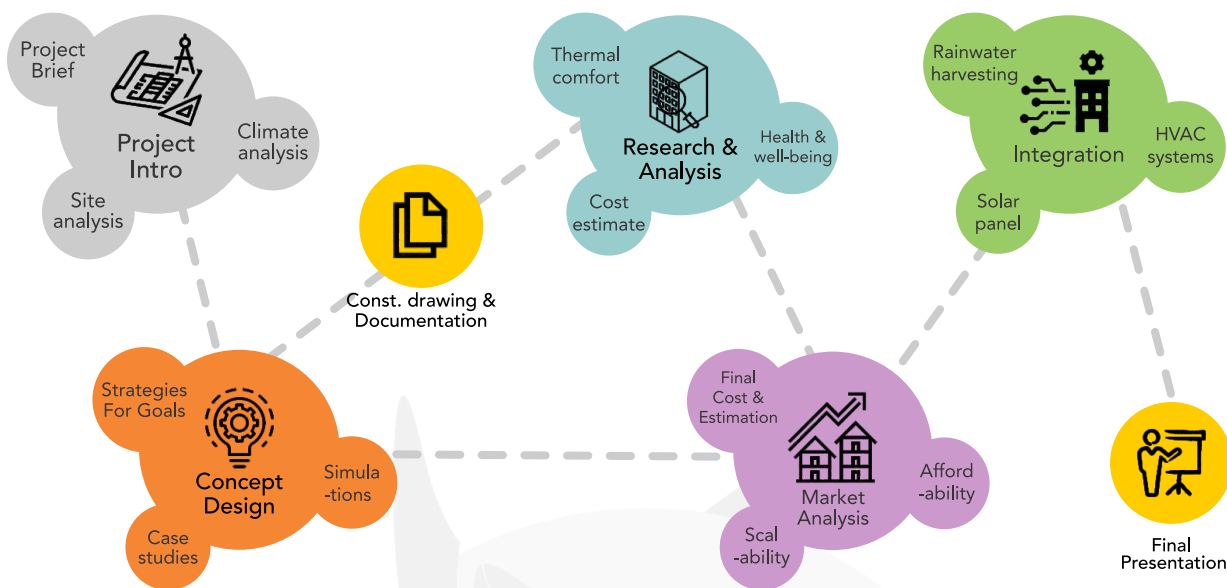 Project
Brief
Climate
analysis
Site
analysis
Project
Intro
Const. drawing &
Documentation
Thermal
comfort
Health &
well-being
Cost
estimate
Research &
Analysis
Rainwater
harvesting
HVAC
systems
Solar
panel
Integration
Strategies
For Goals
Simula
-tions
Case
studies
Concept
Design
Final
Cost &
Estimation
Afford
-ability
Scal
-ability
Market
Analysis
Final
Presentation